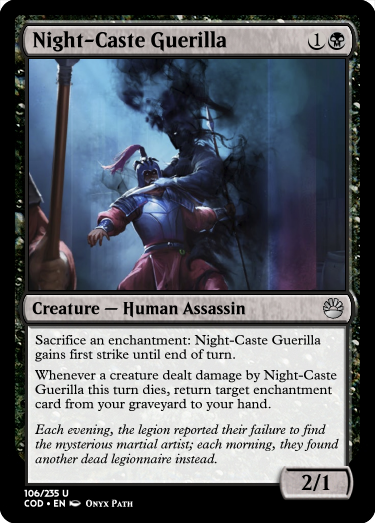 Night-Caste Guerilla 1
Creature — Human Assassin
Sacrifice an enchantment: Night-Caste Guerilla
gains first strike until end of turn.
Whenever a creature dealt damage by Night-Caste
Guerilla this turn dies, return target enchantment
card from your graveyard to your hand.
Each evening, the legion reported their failure to find
the mysterious martial artist; each morning, they found
another dead legionnaire instead.
2/1
106/235 U
COD • EN Onyx Path